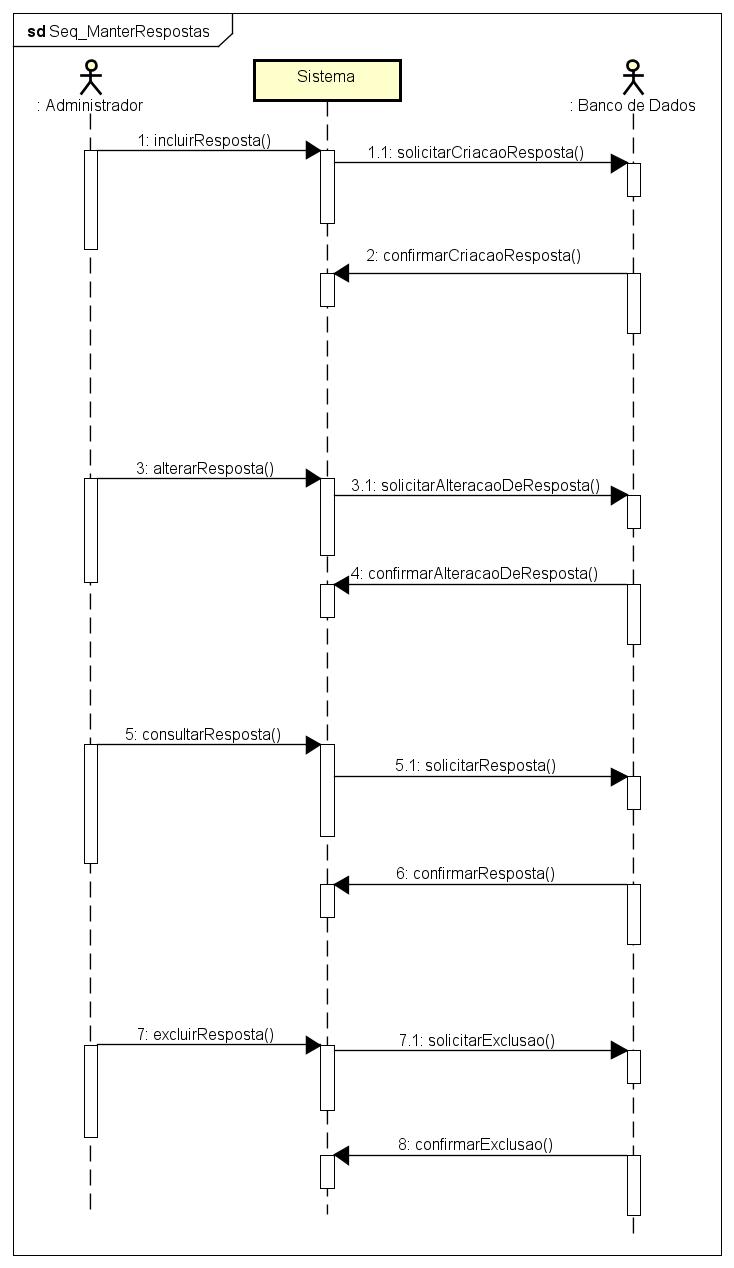 sd Seq_ManterRespostas
: Administrador
Sistema
: Banco de Dados
1: incluirResposta()
1.1: solicitarCriacaoResposta()
2: confirmarCriacaoResposta()
3: alterarResposta()
3.1: solicitarAlteracaoDeResposta()
4: confirmarAlteracaoDeResposta()
5: consultarResposta()
5.1: solicitarResposta()
6: confirmarResposta()
7: excluirResposta()
7.1: solicitarExclusao()
8: confirmarExclusao()